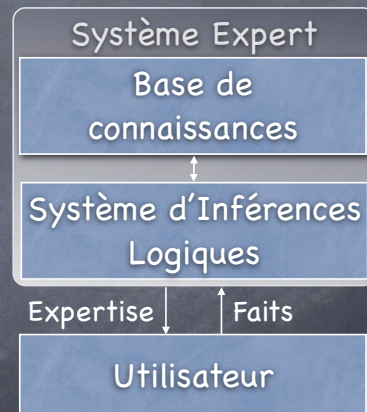 Système Expert
Base de
connaissances
Système d'Inférences
Logiques
Expertise
Faits
Utilisateur